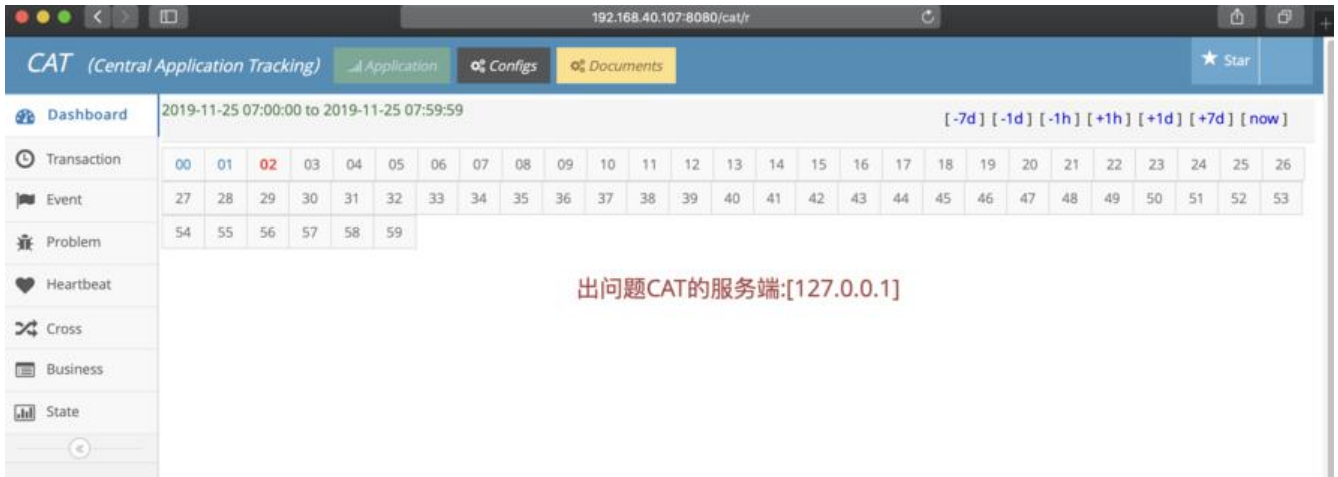 192.168.40.107:8080/cat/r
CAT (Central Application Tracking) Application Configs Documents Star
Dashboard
2019-11-25 07:00:00 to 2019-11-25 07:59:59 [ -7d ] [ -1d ] [ -1h ] [ +1h ] [ +1d ] [ +7d ] [ now ]
Transaction
00 01 02 03 04 05 06 07 08 09 10 11 12 13 14 15 16 17 18 19 20 21 22 23 24 25 26
Event
27 28 29 30 31 32 33 34 35 36 37 38 39 40 41 42 43 44 45 46 47 48 49 50 51 52 53
Problem
54 55 56 57 58 59
Heartbeat
出问题CAT的服务端:[127.0.0.1]
Cross
Business
State